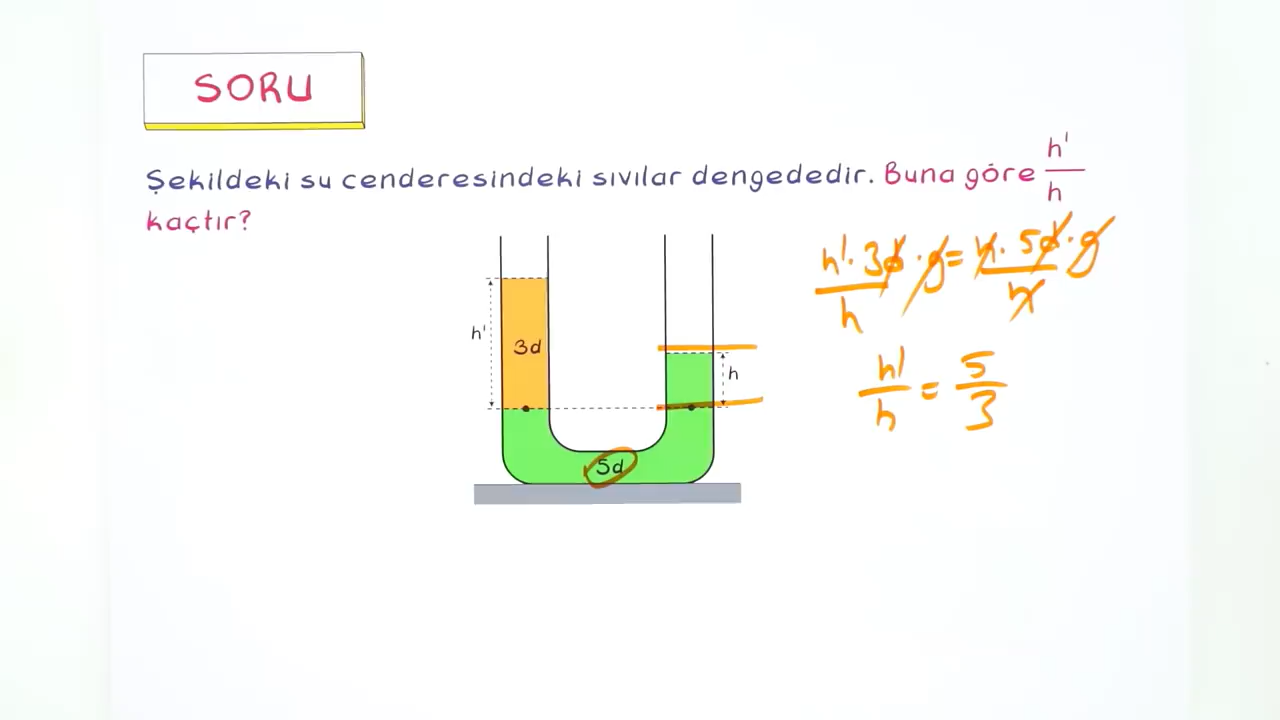 SORU
Şekildeki su cenderesindeki sıvılar dengededir. Buna göre h'/h
kaçtır?
h'·3d·g/h = h·5d·g/h
h'
3d
h
h'/h = 5/3
5d